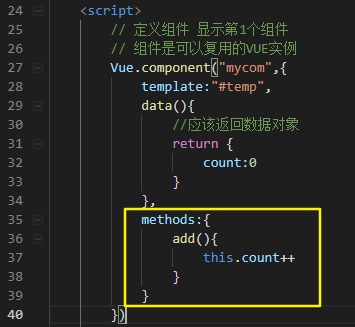 24 <script>
25 // 定义组件 显示第1个组件
26 // 组件是可以复用的VUE实例
27 Vue.component("mycom",{
28 template:"#temp",
29 data(){
30 //应该返回数据对象
31 return {
32 count:0
33 }
34 },
35 methods:{
36 add(){
37 this.count++
38 }
39 }
40 })